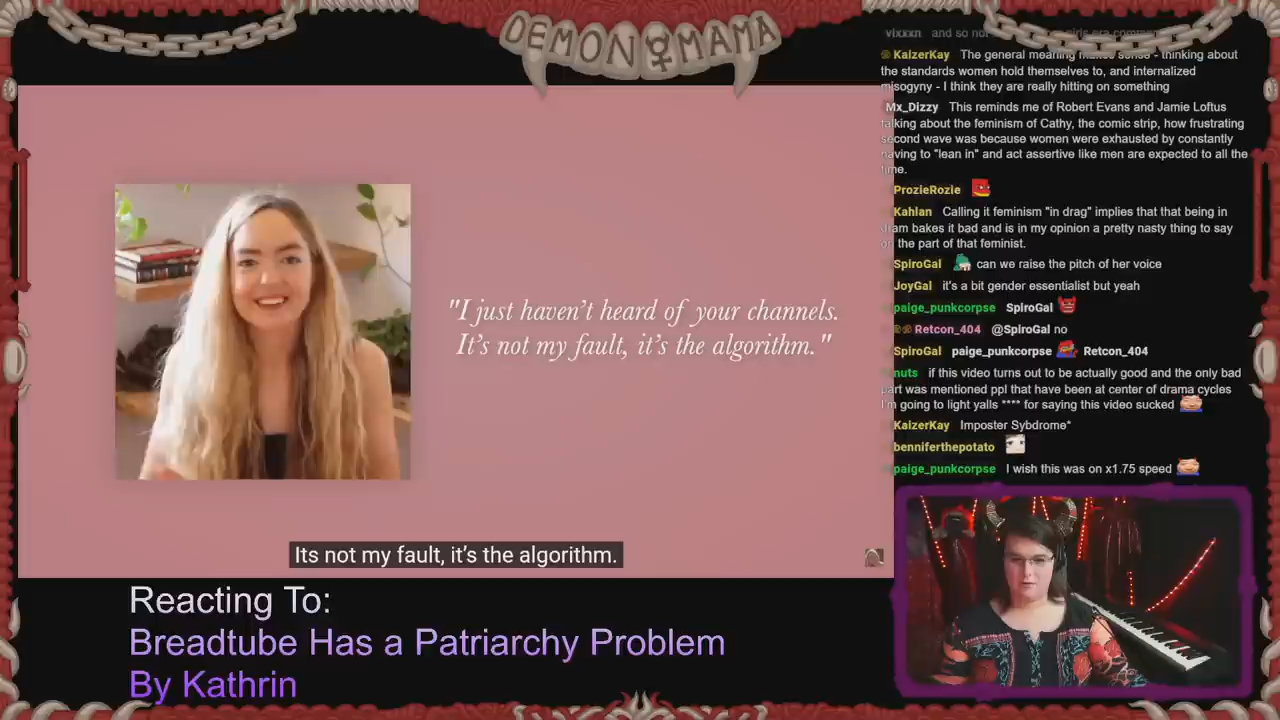 DEMON MAMA
vixxxn and so not
KaizerKay The general meaning makes sense - thinking about
the standards women hold themselves to, and internalized
misogyny - I think they are really hitting on something
Mx_Dizzy This reminds me of Robert Evans and Jamie Loftus
talking about the feminism of Cathy, the comic strip, how frustrating
second wave was because women were exhausted by constantly
having to "lean in" and act assertive like men are expected to all the
time.
ProzieRozie
Kahlan Calling it feminism "in drag" implies that that being in
dram bakes it bad and is in my opinion a pretty nasty thing to say
on the part of that feminist.
SpiroGal can we raise the pitch of her voice
JoyGal it's a bit gender essentialist but yeah
paige_punkcorpse SpiroGal
Retcon_404 @SpiroGal no
SpiroGal paige_punkcorpse Retcon_404
nuts if this video turns out to be actually good and the only bad
part was mentioned ppl that have been at center of drama cycles
I'm going to light yalls **** for saying this video sucked
KaizerKay Imposter Sybdrome*
benniferthepotato
paige_punkcorpse I wish this was on x1.75 speed
"I just haven't heard of your channels.
It's not my fault, it's the algorithm."
Its not my fault, it's the algorithm.
Reacting To:
Breadtube Has a Patriarchy Problem
By Kathrin